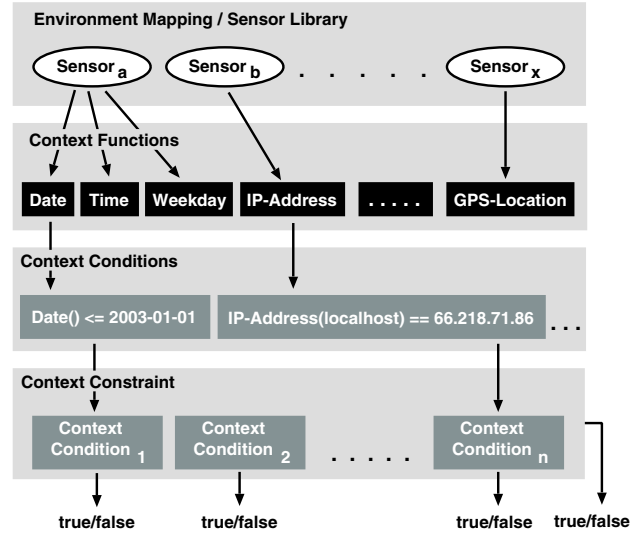 Environment Mapping / Sensor Library
Sensor a Sensor b . . . . . Sensor x
Context Functions
Date Time Weekday IP-Address . . . . . GPS-Location
Context Conditions
Date() <= 2003-01-01 IP-Address(localhost) == 66.218.71.86 . . .
Context Constraint
Context Context Context
Condition 1 Condition 2 . . . . . Condition n
true/false true/false true/false true/false